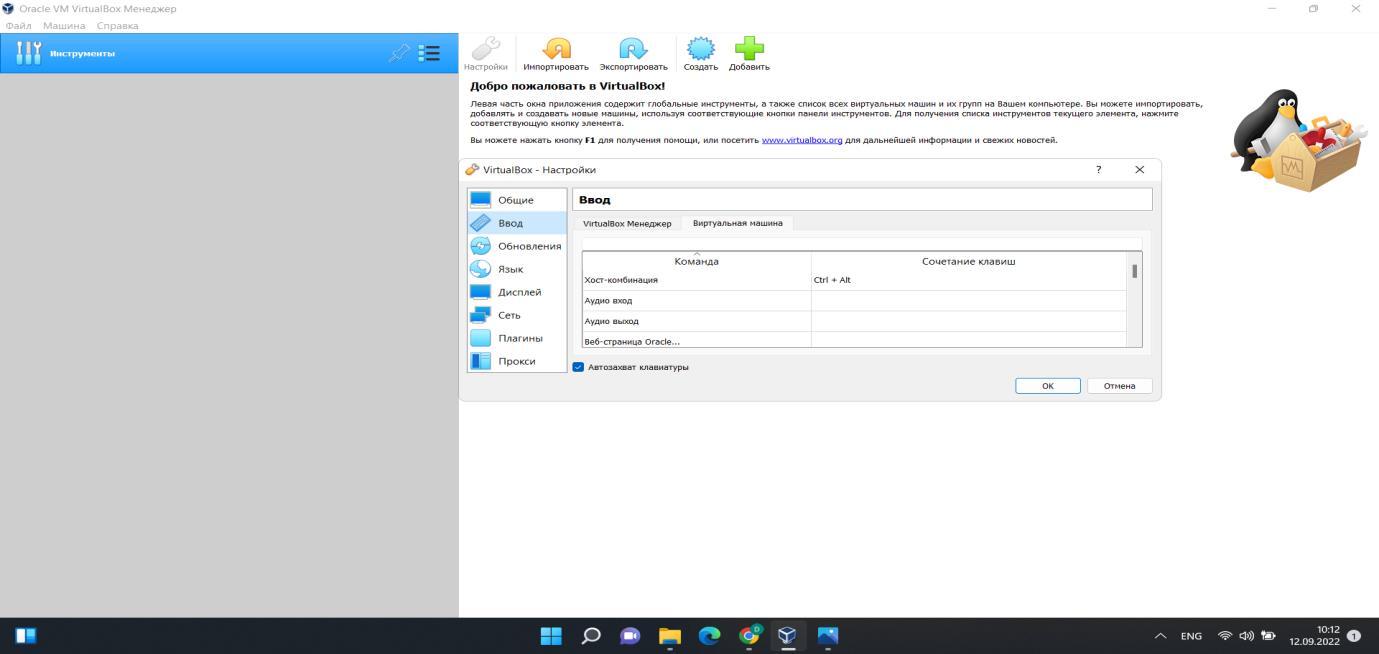 Oracle VM VirtualBox Менеджер
Файл Машина Справка
Инструменты
Настройки Импортировать Экспортировать Создать Добавить
Добро пожаловать в VirtualBox!
Левая часть окна приложения содержит глобальные инструменты, а также список всех виртуальных машин и их групп на Вашем компьютере. Вы можете импортировать,
добавлять и создавать новые машины, используя соответствующие кнопки панели инструментов. Для получения списка инструментов текущего элемента, нажмите
соответствующую кнопку элемента.
Вы можете нажать кнопку F1 для получения помощи, или посетить www.virtualbox.org для дальнейшей информации и свежих новостей.
VirtualBox - Настройки
?
Общие
Ввод
Обновления
Язык
Дисплей
Сеть
Плагины
Прокси
Ввод
VirtualBox Менеджер Виртуальная машина
Команда Сочетание клавиш
Хост-комбинация Ctrl + Alt
Аудио вход
Аудио выход
Веб-страница Oracle...
Автозахват клавиатуры
OK Отмена
D
ENG
10:12
12.09.2022
1